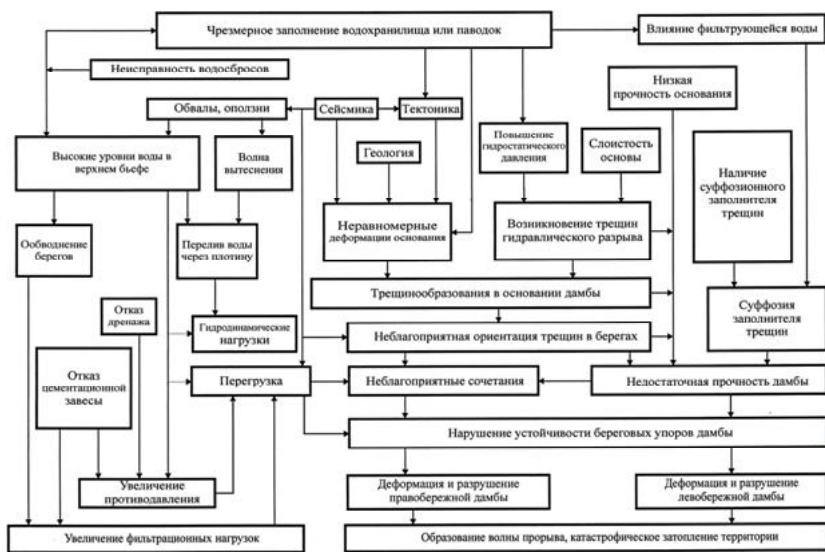 Чрезмерное заполнение водохранилища или паводок
Влияние фильтрующейся воды
Неисправность водосбросов
Низкая
прочность основания
Обвалы, оползни
Сейсмика
Тектоника
Повышение
гидростатического
давления
Слоистость
основы
Высокие уровни воды в
верхнем бьефе
Волна
вытеснения
Геология
Наличие
суффозионного
заполнителя
трещин
Неравномерные
деформации основания
Возникновение трещин
гидравлического разрыва
Ообводнение
берегов
Перелив воды
через плотину
Трещинообразования в основании дамбы
Суффозия
заполнителя
трещин
Отказ
дренажа
Гидродинамические
нагрузки
Неблагоприятная ориентация трещин в берегах
Отказ
цементационной
завесы
Перегрузка
Неблагоприятные сочетания
Недостаточная прочность дамбы
Нарушение устойчивости береговых упоров дамбы
Увеличение
противодавления
Деформация и разрушение
правобережной дамбы
Деформация и разрушение
левобережной дамбы
Увеличение фильтрационных нагрузок
Образование волны прорыва, катастрофическое затопление территории